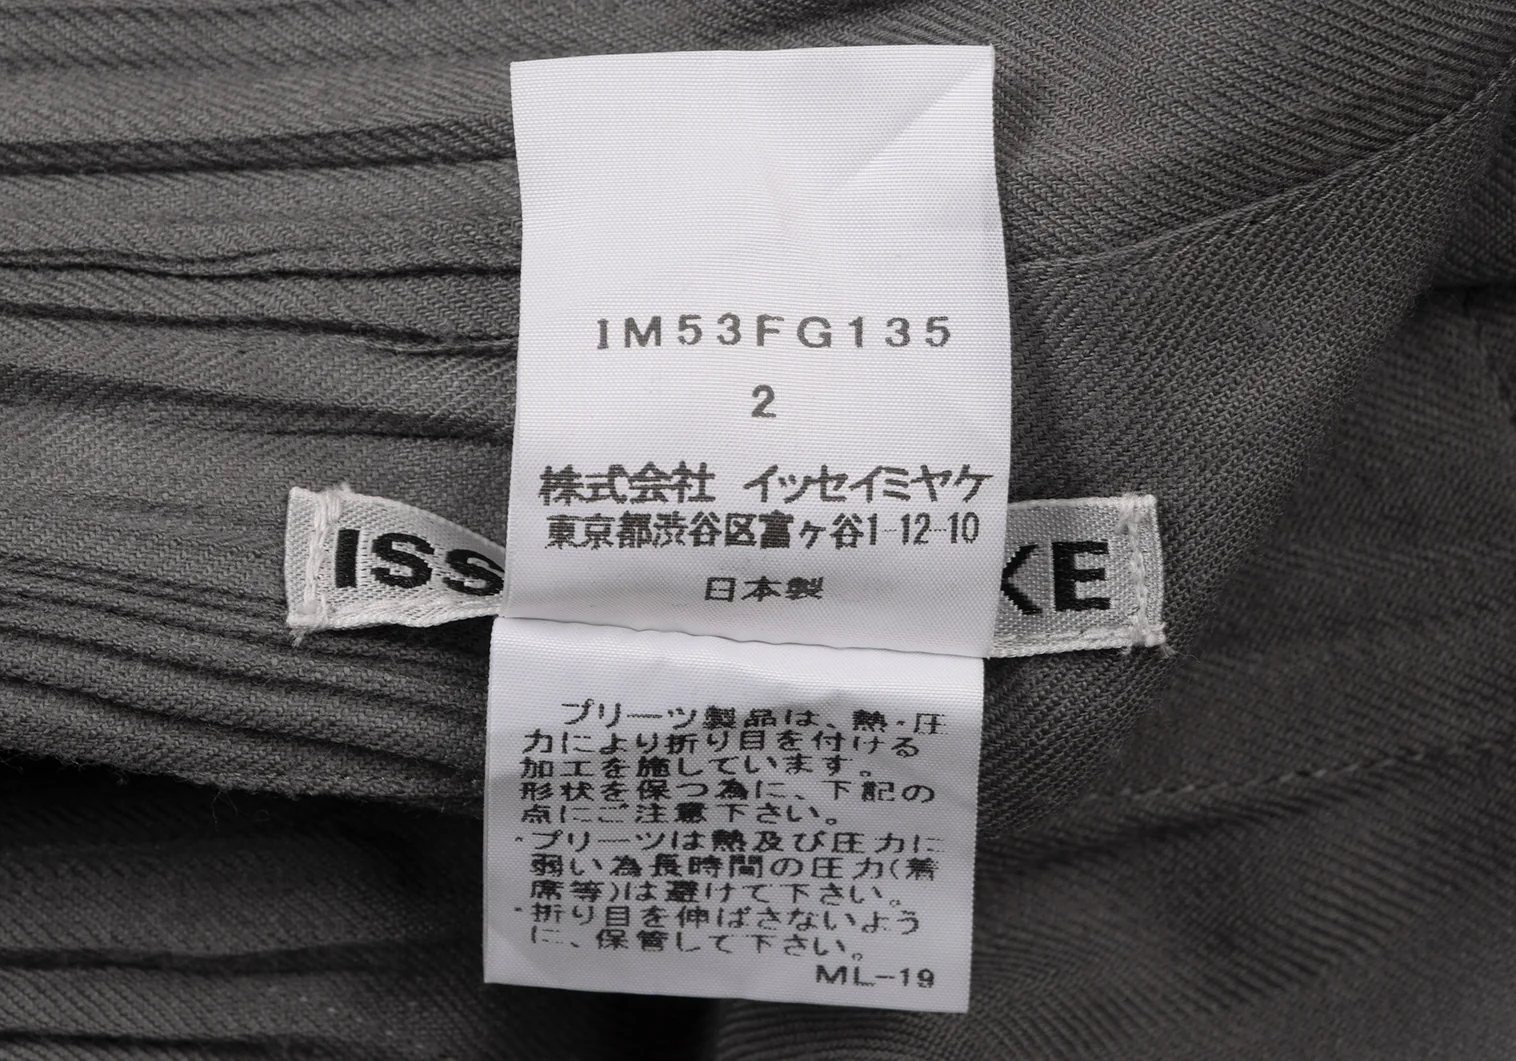 IM53FG135
2
株式会社 イッセイミヤケ
東京都渋谷区富ヶ谷1-12-10
日本製
ISS
KE
プリーツ製品は、熱・圧
力により折り目を付ける
加工を施しています。
形状を保つ為に、下記の
点にご注意下さい。
・プリーツは熱及び圧力に
弱い為長時間の圧力(着
席等)は避けて下さい。
・折り目を伸ばさないよう
に、保管して下さい。
ML-19